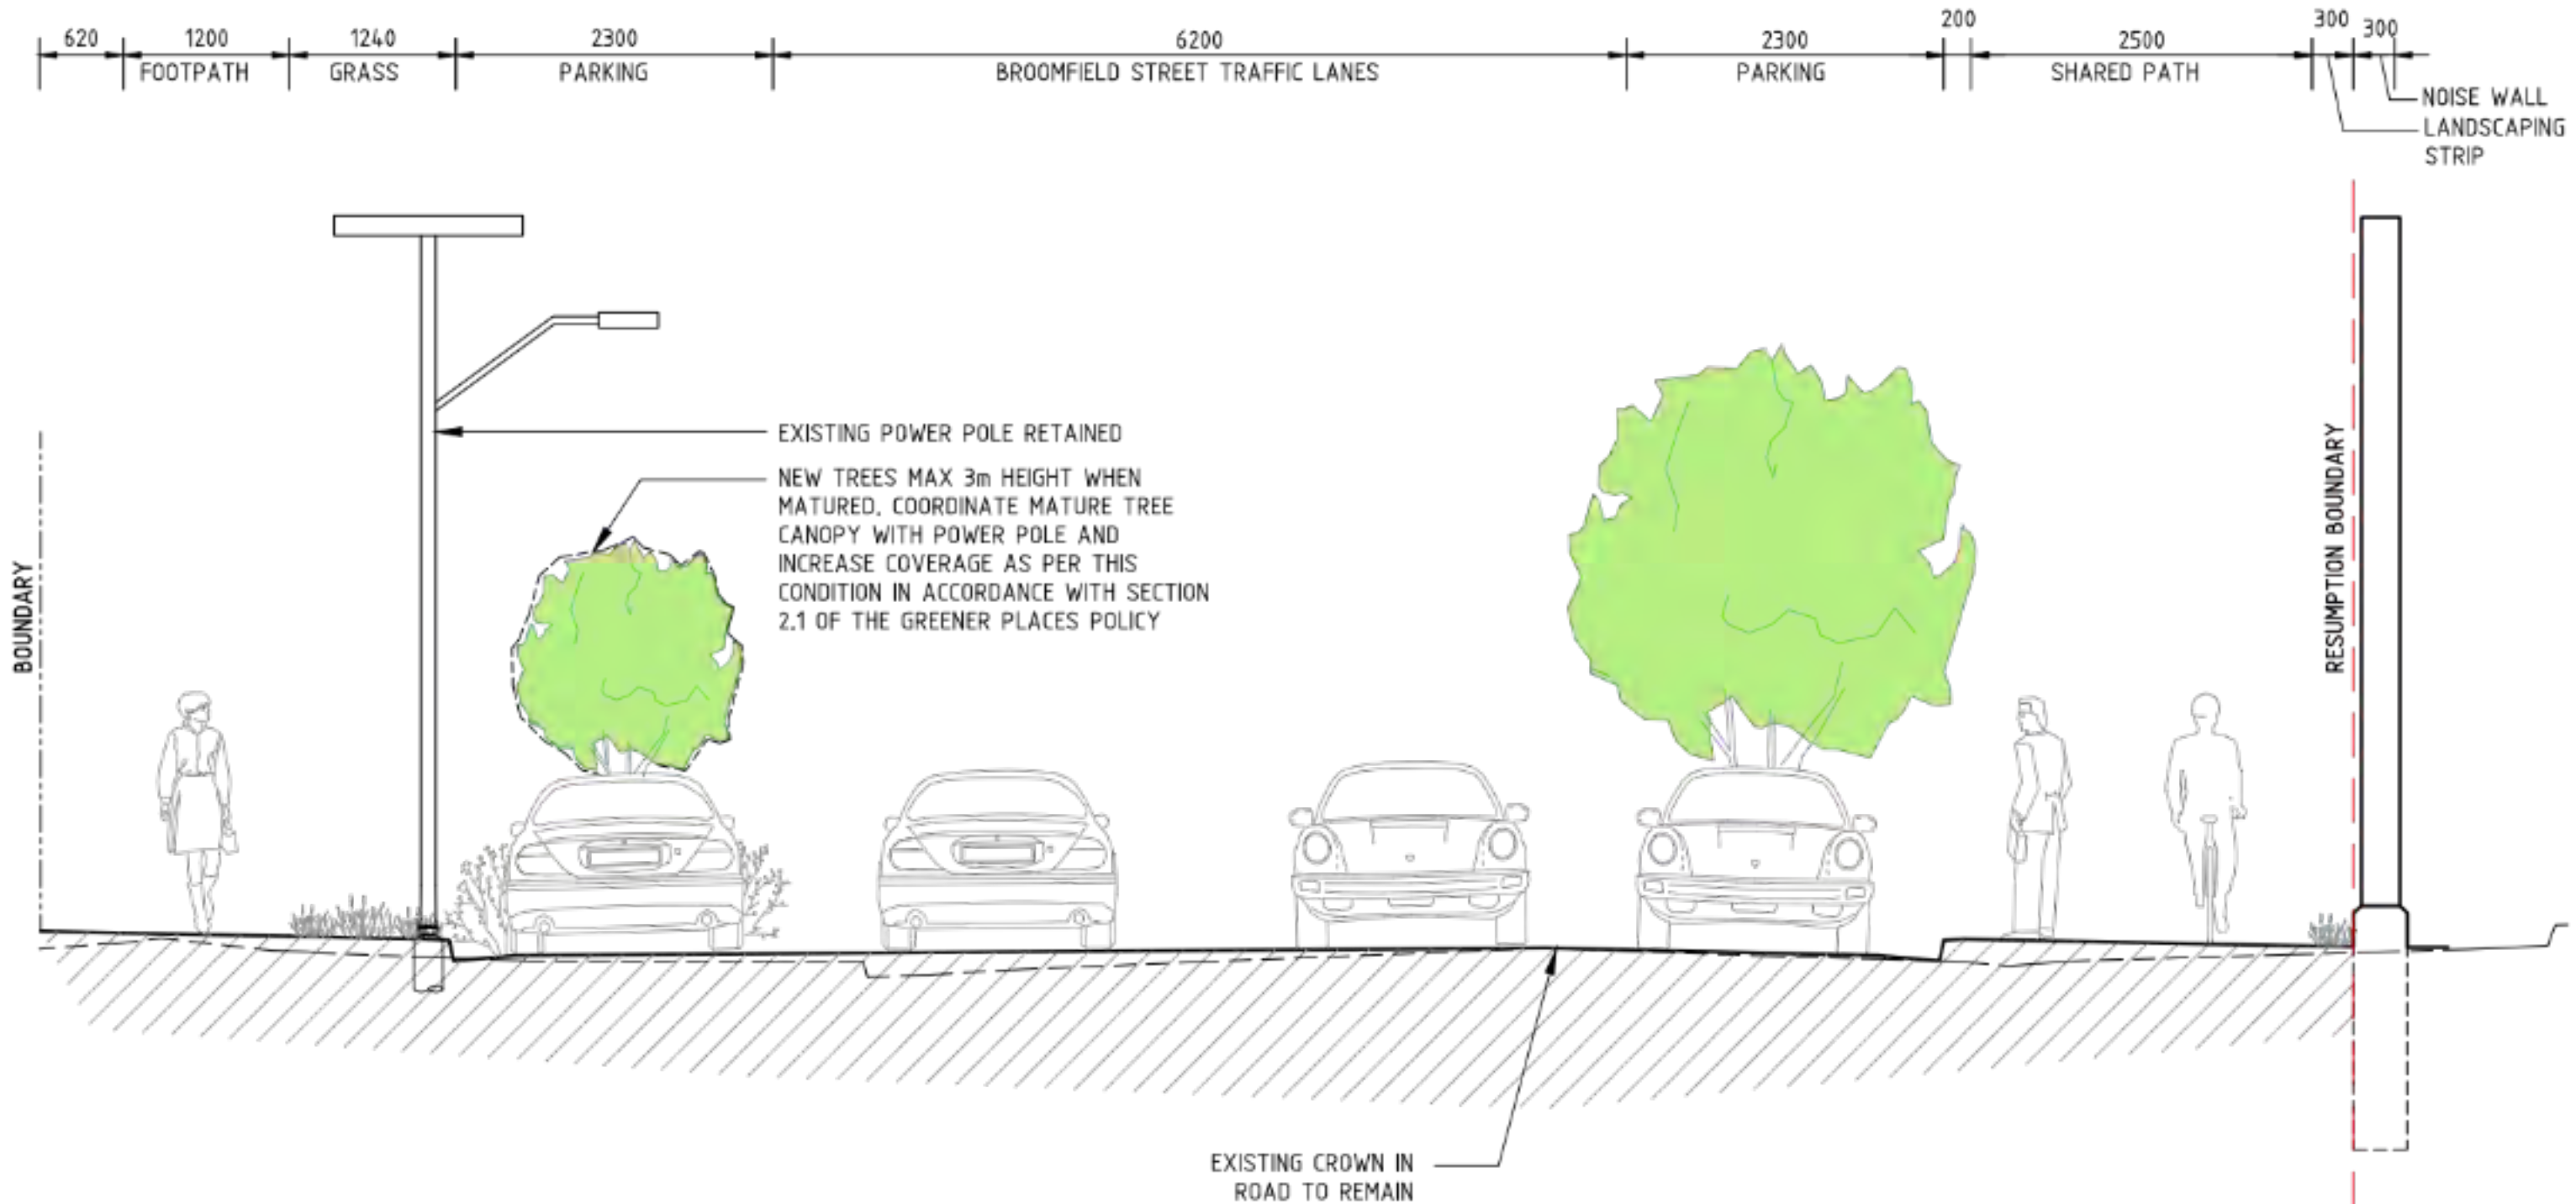 620
1200
1240
2300
6200
2300
200
2500
300
300
FOOTPATH
GRASS
PARKING
BROOMFIELD STREET TRAFFIC LANES
PARKING
SHARED PATH
NOISE WALL
LANDSCAPING
STRIP
EXISTING POWER POLE RETAINED
NEW TREES MAX 3m HEIGHT WHEN
MATURED, COORDINATE MATURE TREE
CANOPY WITH POWER POLE AND
INCREASE COVERAGE AS PER THIS
CONDITION IN ACCORDANCE WITH SECTION
2.1 OF THE GREENER PLACES POLICY
BOUNDARY
RESUMPTION BOUNDARY
EXISTING CROWN IN
ROAD TO REMAIN